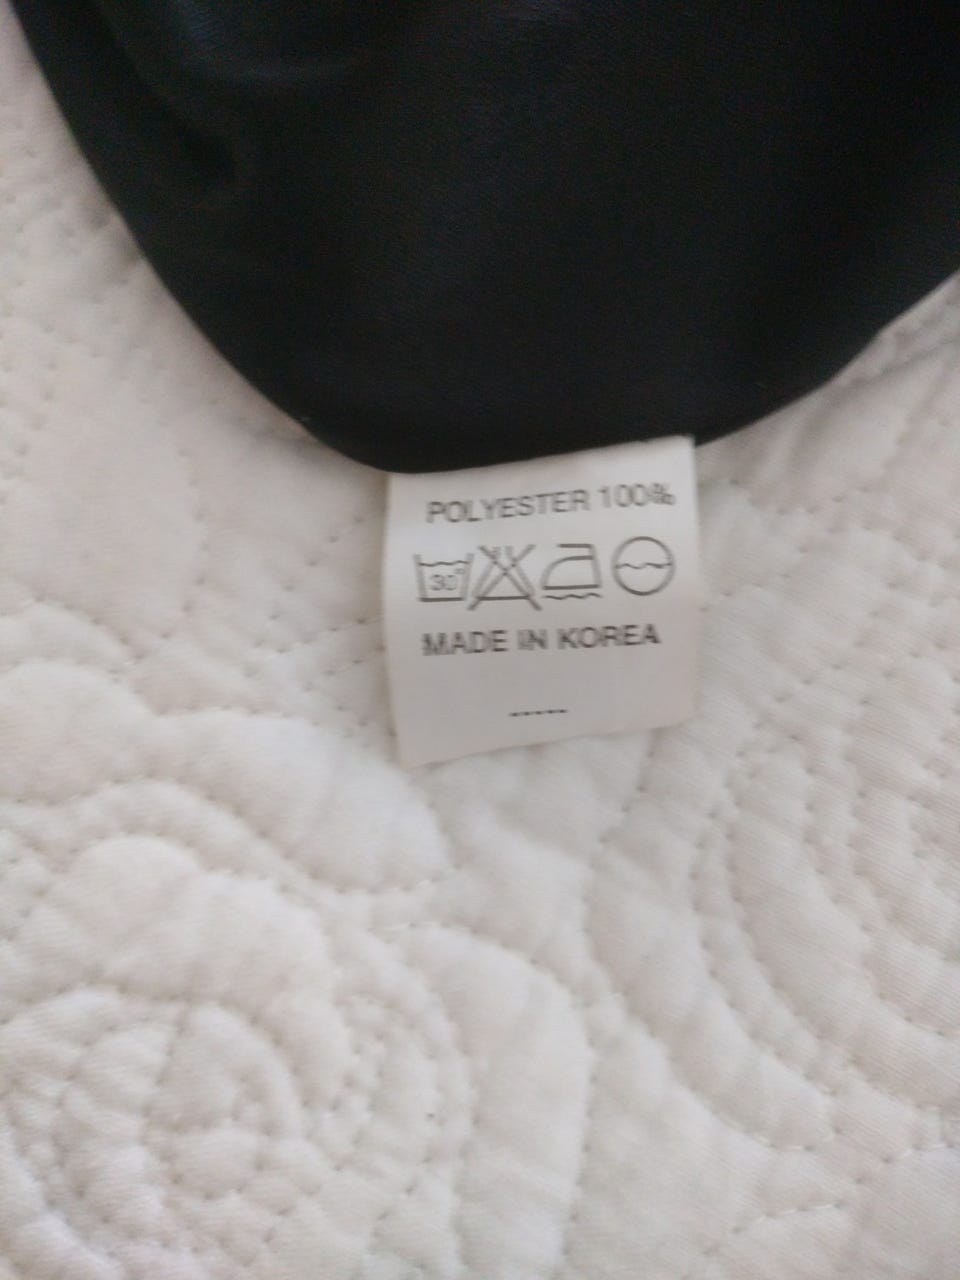 POLYESTER 100%
30°
MADE IN KOREA
-----